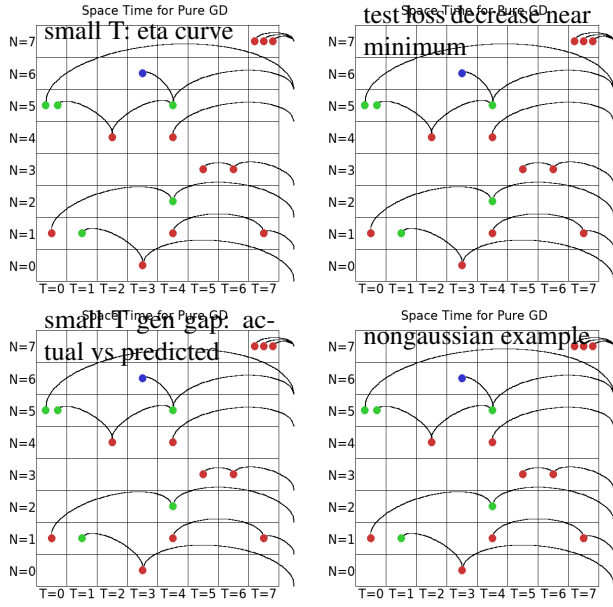 Space Time for Pure GD
small T: eta curve
N=7
N=6
N=5
N=4
N=3
N=2
N=1
N=0
T=0 T=1 T=2 T=3 T=4 T=5 T=6 T=7
Space Time for Pure GD
test loss decrease near
minimum
N=7
N=6
N=5
N=4
N=3
N=2
N=1
N=0
T=0 T=1 T=2 T=3 T=4 T=5 T=6 T=7
Space Time for Pure GD
small T gen gap: ac-
tual vs predicted
N=7
N=6
N=5
N=4
N=3
N=2
N=1
N=0
T=0 T=1 T=2 T=3 T=4 T=5 T=6 T=7
Space Time for Pure GD
nongaussian example
N=7
N=6
N=5
N=4
N=3
N=2
N=1
N=0
T=0 T=1 T=2 T=3 T=4 T=5 T=6 T=7